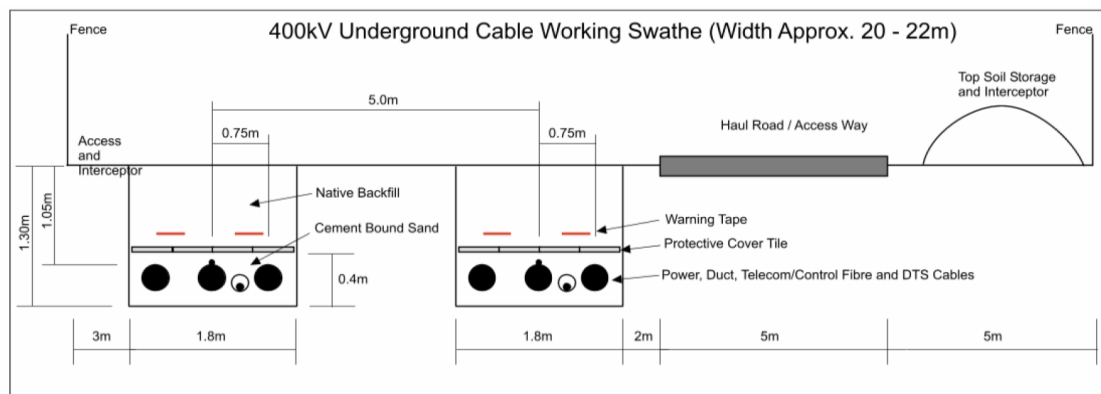 400kV Underground Cable Working Swathe (Width Approx. 20 - 22m)
Fence
Fence
Top Soil Storage
and Interceptor
5.0m
0.75m
0.75m
Haul Road / Access Way
Access
and
Interceptor
1.30m
1.05m
Native Backfill
Cement Bound Sand
0.4m
Warning Tape
Protective Cover Tile
Power, Duct, Telecom/Control Fibre and DTS Cables
3m
1.8m
1.8m
2m
5m
5m